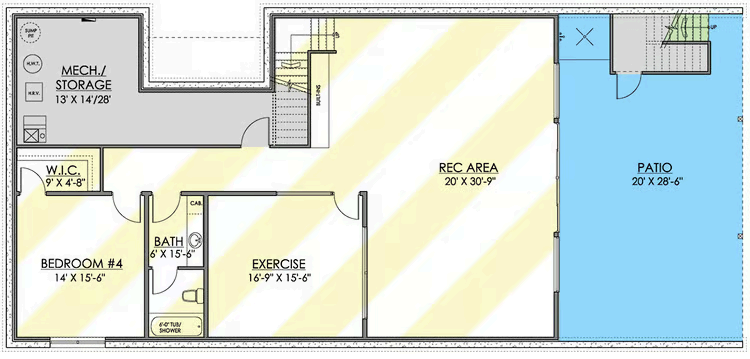 SUMP
PIT
H.W.T.
H.R.V.
MECH./
STORAGE
13' X 14'/28'
BUILT-INS
UP
REC AREA
20' X 30'-9"
PATIO
20' X 28'-6"
W.I.C.
9' X 4'-8"
CAB.
BATH
6' X 15'-6"
BEDROOM #4
14' X 15'-6"
EXERCISE
16'-9" X 15'-6"
6'-0" TUB/
SHOWER